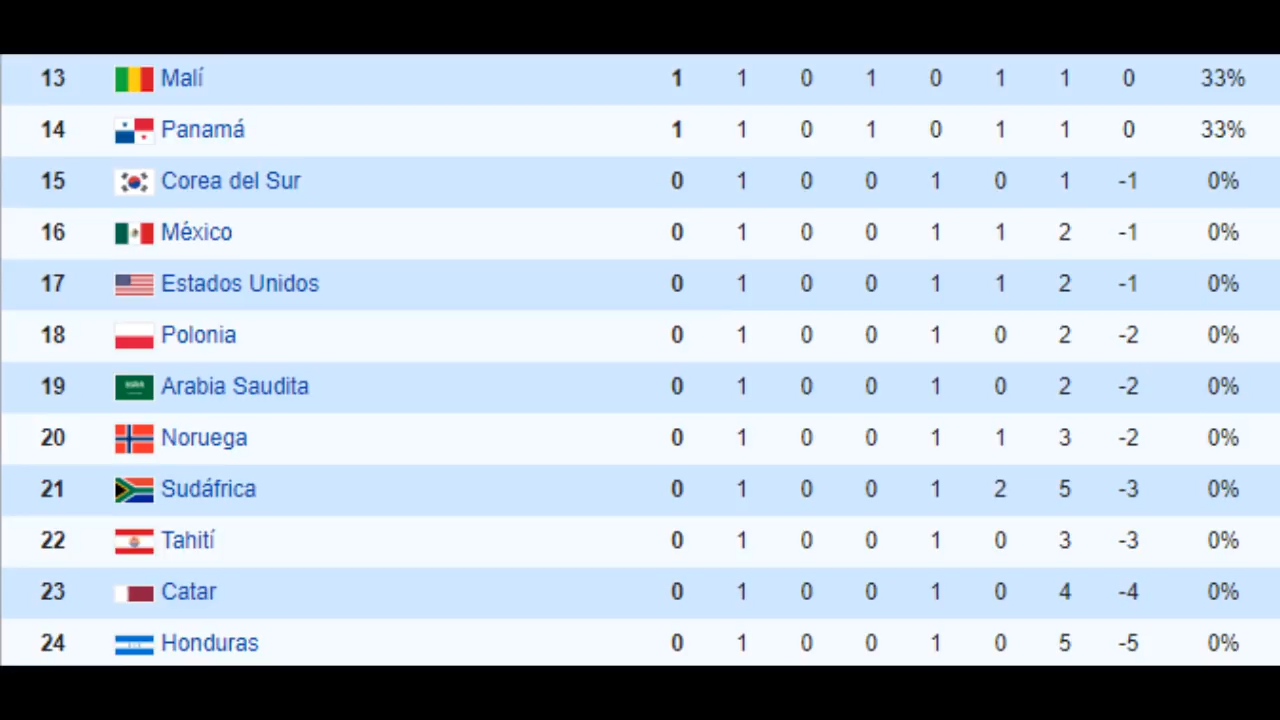 13 Malí 1 1 0 1 0 1 1 0 33%
14 Panamá 1 1 0 1 0 1 1 0 33%
15 Corea del Sur 0 1 0 0 1 0 1 -1 0%
16 México 0 1 0 0 1 1 2 -1 0%
17 Estados Unidos 0 1 0 0 1 1 2 -1 0%
18 Polonia 0 1 0 0 1 0 2 -2 0%
19 Arabia Saudita 0 1 0 0 1 0 2 -2 0%
20 Noruega 0 1 0 0 1 1 3 -2 0%
21 Sudáfrica 0 1 0 0 1 2 5 -3 0%
22 Tahití 0 1 0 0 1 0 3 -3 0%
23 Catar 0 1 0 0 1 0 4 -4 0%
24 Honduras 0 1 0 0 1 0 5 -5 0%